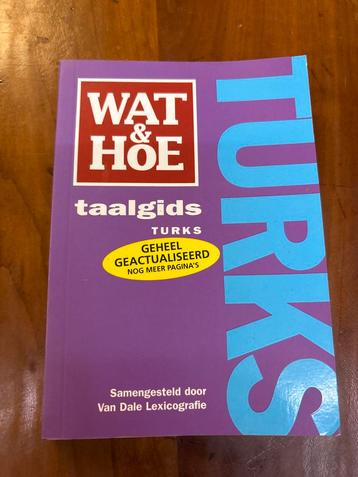 WAT
&
HOE
taalgids
TURKS
GEHEEL
GEACTUALISEERD
NOG MEER PAGINA'S
Samengesteld door
Van Dale Lexicografie
TURKS